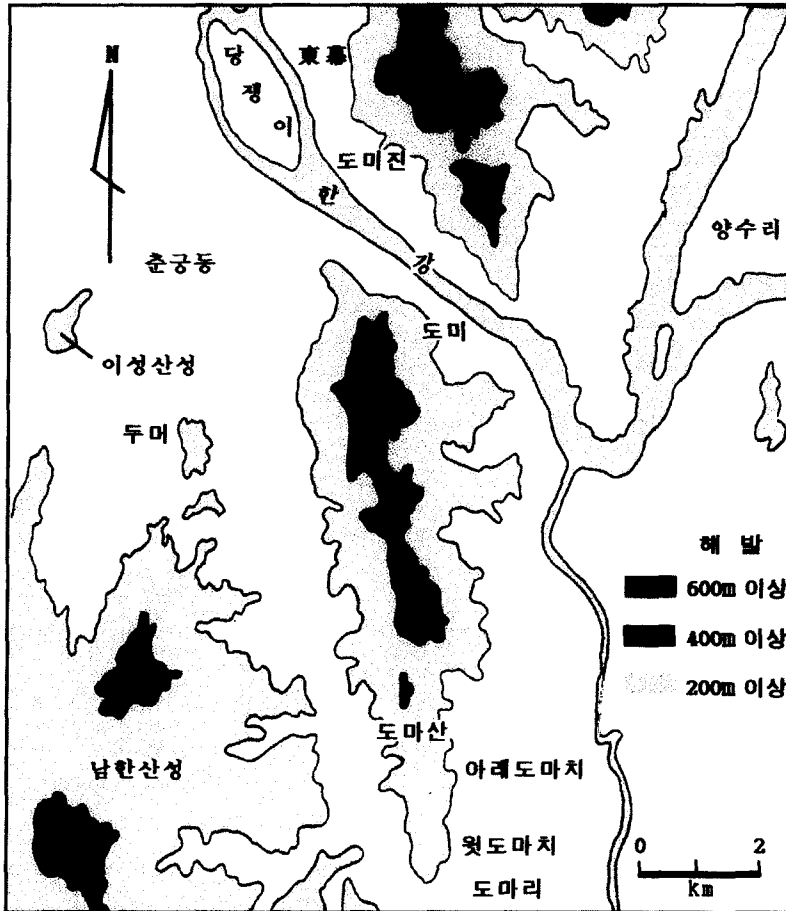 N
당
쟁
이
東幕
도미진
한
강
양수리
춘궁동
이성산성
도미
두머
해 발
600m 이상
400m 이상
200m 이상
도마산
남한산성
아래도마치
윗도마치
도마리
0 2
km